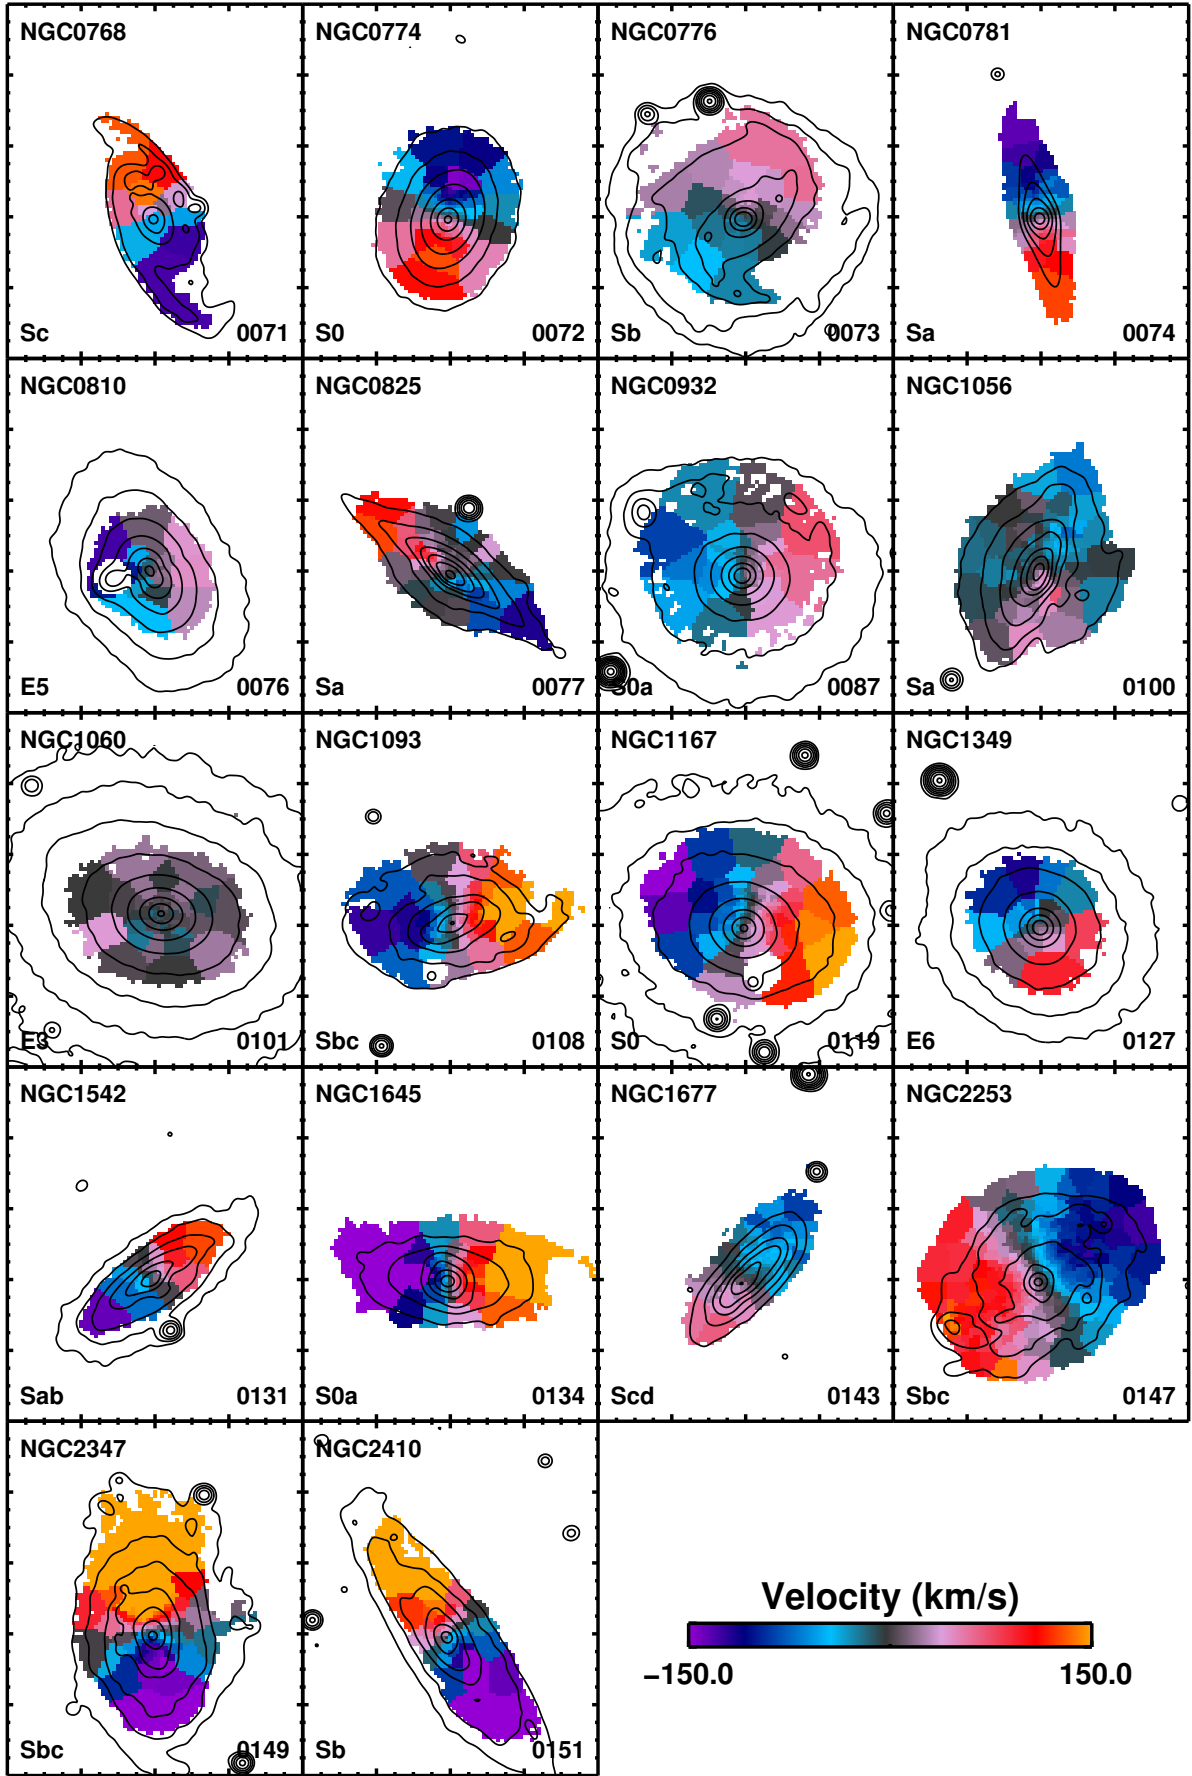 NGC0768 NGC0774 NGC0776 NGC0781
Sc 0071 S0 0072 Sb 0073 Sa 0074
NGC0810 NGC0825 NGC0932 NGC1056
E5 0076 Sa 0077 S0a 0087 Sa 0100
NGC1060 NGC1093 NGC1167 NGC1349
E3 0101 Sbc 0108 S0 0119 E6 0127
NGC1542 NGC1645 NGC1677 NGC2253
Sab 0131 S0a 0134 Scd 0143 Sbc 0147
NGC2347 NGC2410
Velocity (km/s)
−150.0 150.0
Sbc 0149 Sb 0151